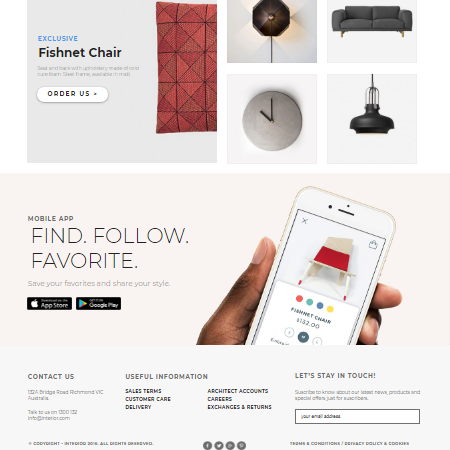 EXCLUSIVE
Fishnet Chair
Seat and back with upholstery made of cold
cure foam. Steel frame, available in matt
ORDER US >
MOBILE APP
FIND. FOLLOW.
FAVORITE.
Save your favorites and share your style.
Download on the
App Store
GET IT ON
Google Play
FISHNET CHAIR
$153.00
CONTACT US
132A Bridge Road Richmond VIC
Australia.
Talk to us on 1300 132
info@interior.com
USEFUL INFORMATION
SALES TERMS
CUSTOMER CARE
DELIVERY
ARCHITECT ACCOUNTS
CAREERS
EXCHANGES & RETURNS
LET'S STAY IN TOUCH!
Suscribe to know about our latest news, products and
special offers just for suscribers.
your email address
© COPYRIGHT - INTERIOR 2015. ALL RIGHTS RESERVED.
TERMS & CONDITIONS / PRIVACY POLICY & COOKIES